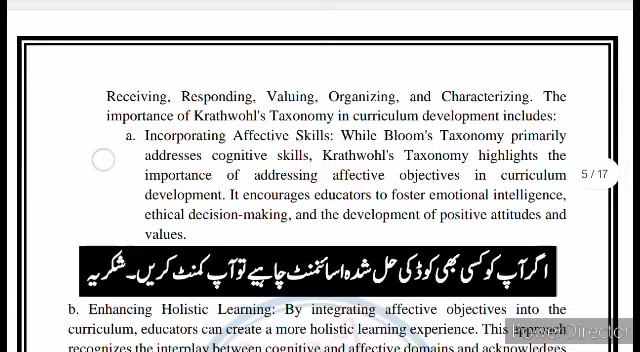 Receiving, Responding, Valuing, Organizing, and Characterizing. The
importance of Krathwohl's Taxonomy in curriculum development includes:
a. Incorporating Affective Skills: While Bloom's Taxonomy primarily
addresses cognitive skills, Krathwohl's Taxonomy highlights the
importance of addressing affective objectives in curriculum
5 / 17
development. It encourages educators to foster emotional intelligence,
ethical decision-making, and the development of positive attitudes and
values.
اگر آپ کو کسی بھی کوڈ کی حل شدہ اسائنمنٹ چاہیے تو آپ کمنٹ کریں۔ شکریہ
b. Enhancing Holistic Learning: By integrating affective objectives into the
curriculum, educators can create a more holistic learning experience. This approach
PowerDirector
recognizes the interplay between cognitive and affective domains and acknowledges